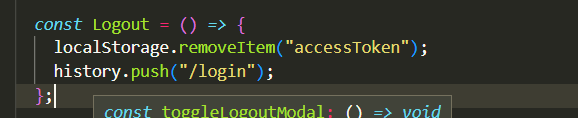 const Logout = () => {
localStorage.removeItem("accessToken");
history.push("/login");
};
const toggleLogoutModal: () => void